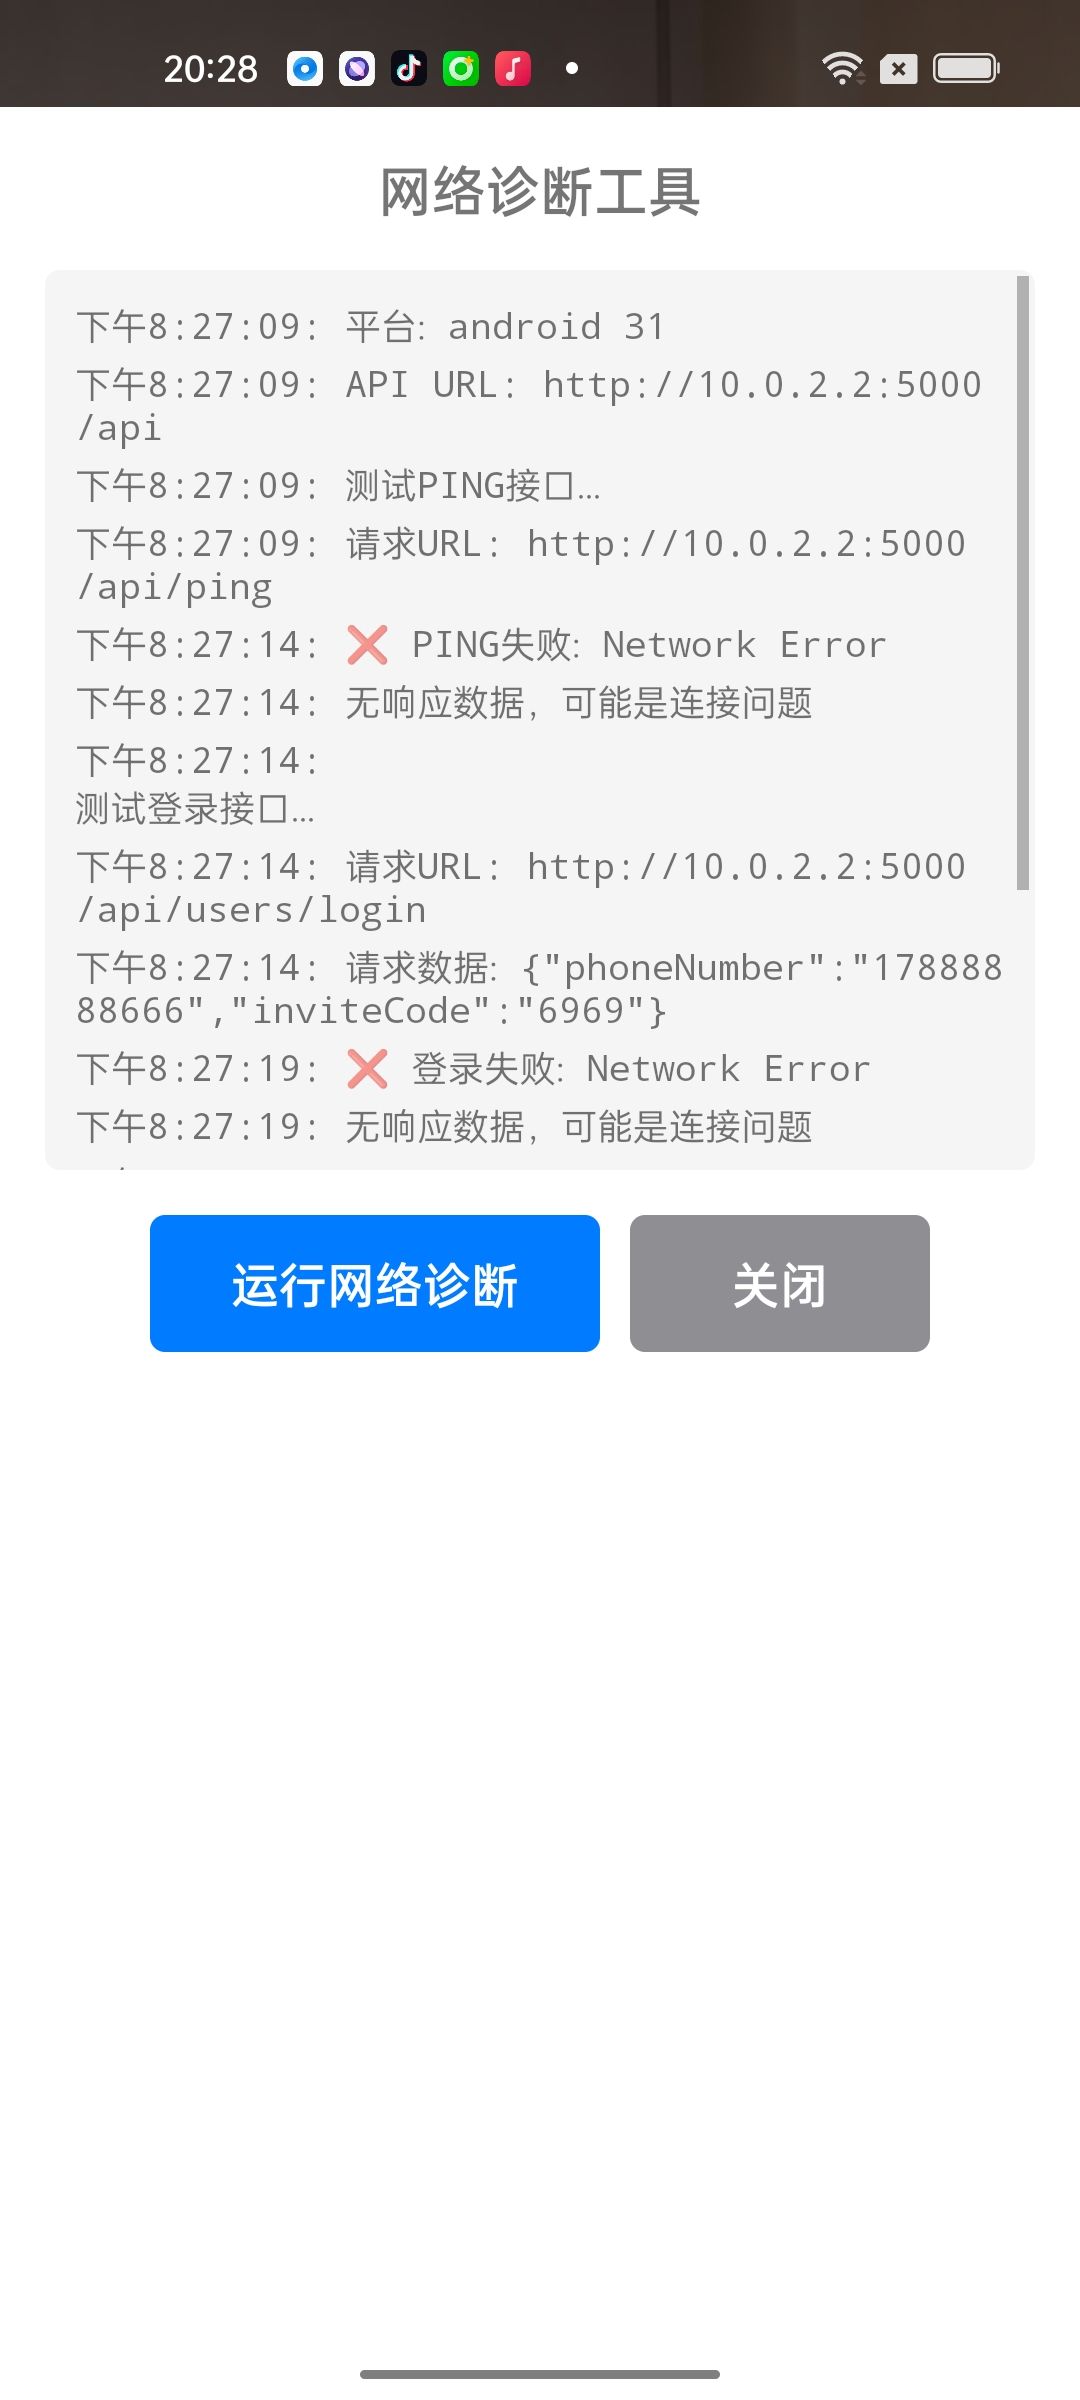 20:28
网络诊断工具
下午8:27:09: 平台: android 31
下午8:27:09: API URL: http://10.0.2.2:5000
/api
下午8:27:09: 测试PING接口...
下午8:27:09: 请求URL: http://10.0.2.2:5000
/api/ping
下午8:27:14: ❌ PING失败: Network Error
下午8:27:14: 无响应数据，可能是连接问题
下午8:27:14:
测试登录接口...
下午8:27:14: 请求URL: http://10.0.2.2:5000
/api/users/login
下午8:27:14: 请求数据: {"phoneNumber":"178888
88666","inviteCode":"6969"}
下午8:27:19: ❌ 登录失败: Network Error
下午8:27:19: 无响应数据，可能是连接问题
运行网络诊断
关闭